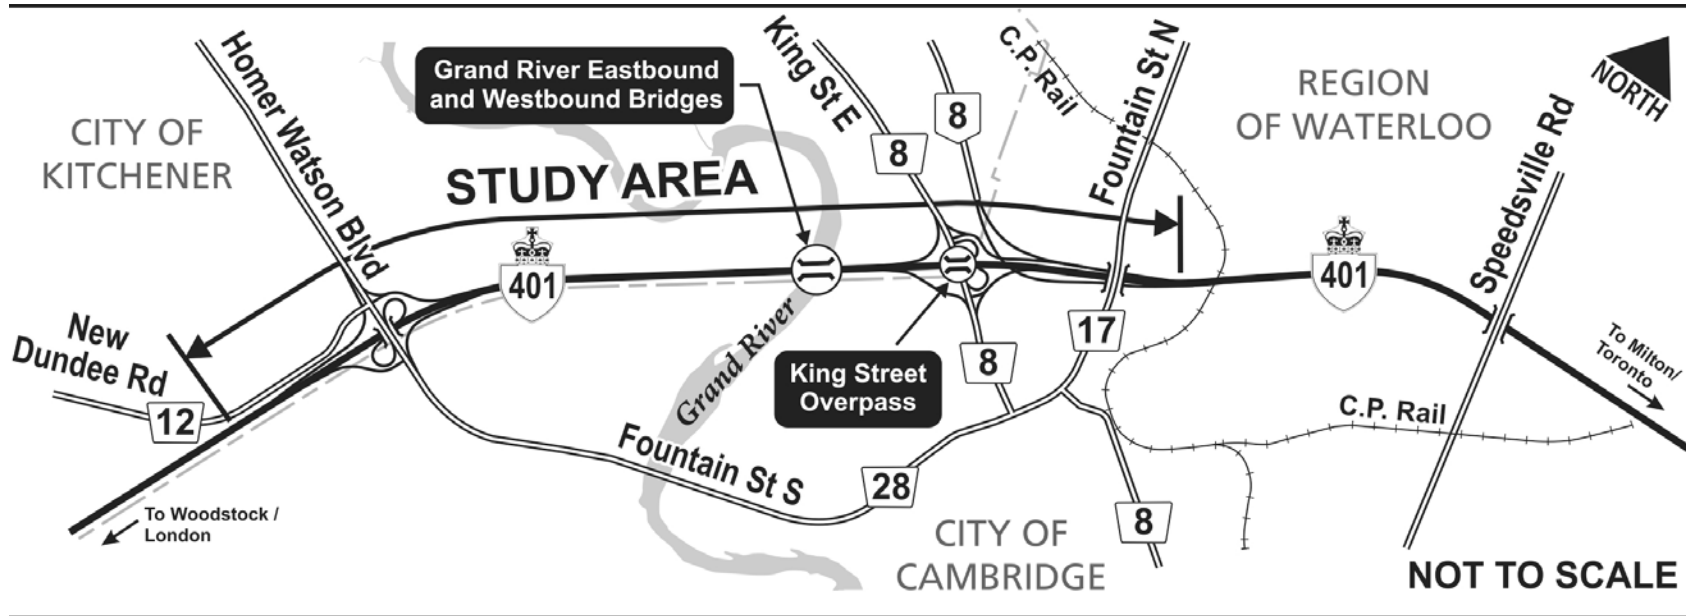 Homer Watson Blvd
Grand River Eastbound
and Westbound Bridges
King St E
8
8
C.P. Rail
Fountain St N
REGION
OF WATERLOO
NORTH
CITY OF
KITCHENER
STUDY AREA
Speedsville Rd
401
401
New
Dundee Rd
12
Grand River
King Street
Overpass
8
17
To Milton/
Toronto
C.P. Rail
Fountain St S
28
8
To Woodstock /
London
CITY OF
CAMBRIDGE
NOT TO SCALE